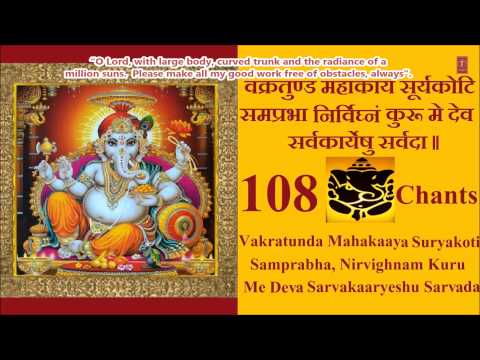 “O Lord, with large body, curved trunk and the radiance of a
million suns. Please make all my good work free of obstacles, always”.
T
वक्रतुण्ड महाकाय सूर्यकोटि
समप्रभा निर्विघ्नं कुरू मे देव
सर्वकार्येषु सर्वदा॥
108
Chants
Vakratunda Mahakaaya Suryakoti
Samprabha, Nirvighnam Kuru
Me Deva Sarvakaaryeshu Sarvada